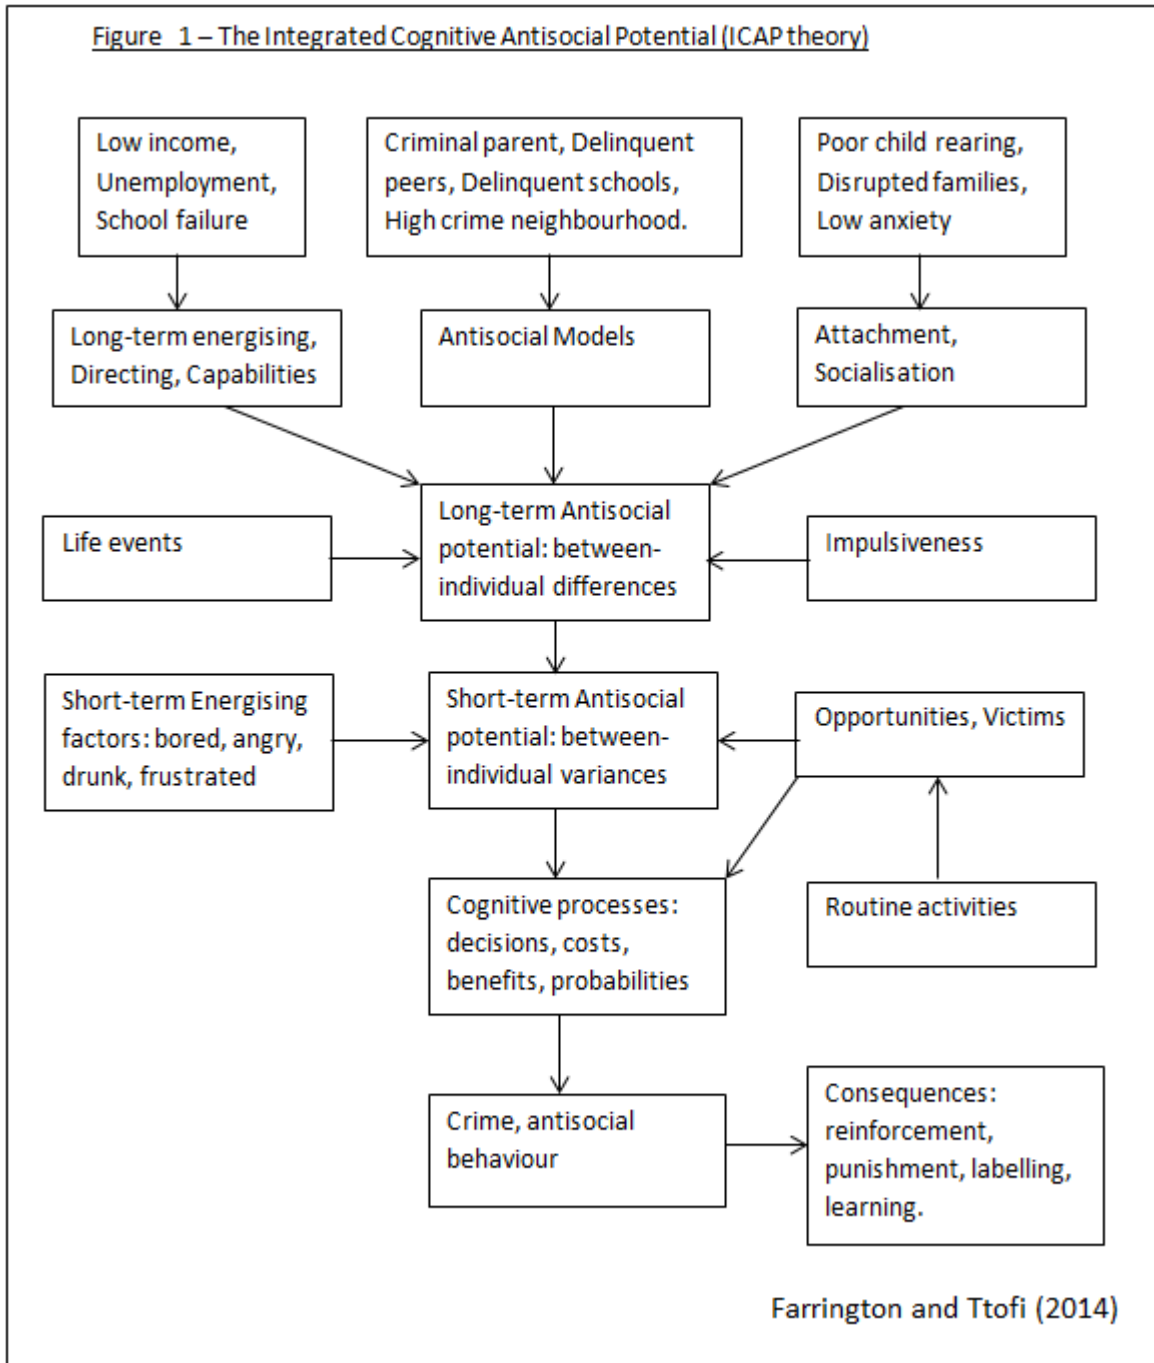 Figure 1 – The Integrated Cognitive Antisocial Potential (ICAP theory)
Low income,
Unemployment,
School failure
Criminal parent, Delinquent
peers, Delinquent schools,
High crime neighbourhood.
Poor child rearing,
Disrupted families,
Low anxiety
Long-term energising,
Directing, Capabilities
Antisocial Models
Attachment,
Socialisation
Life events
Long-term Antisocial
potential: between-
individual differences
Impulsiveness
Short-term Energising
factors: bored, angry,
drunk, frustrated
Short-term Antisocial
potential: between-
individual variances
Opportunities, Victims
Cognitive processes:
decisions, costs,
benefits, probabilities
Routine activities
Crime, antisocial
behaviour
Consequences:
reinforcement,
punishment, labelling,
learning.
Farrington and Ttofi (2014)